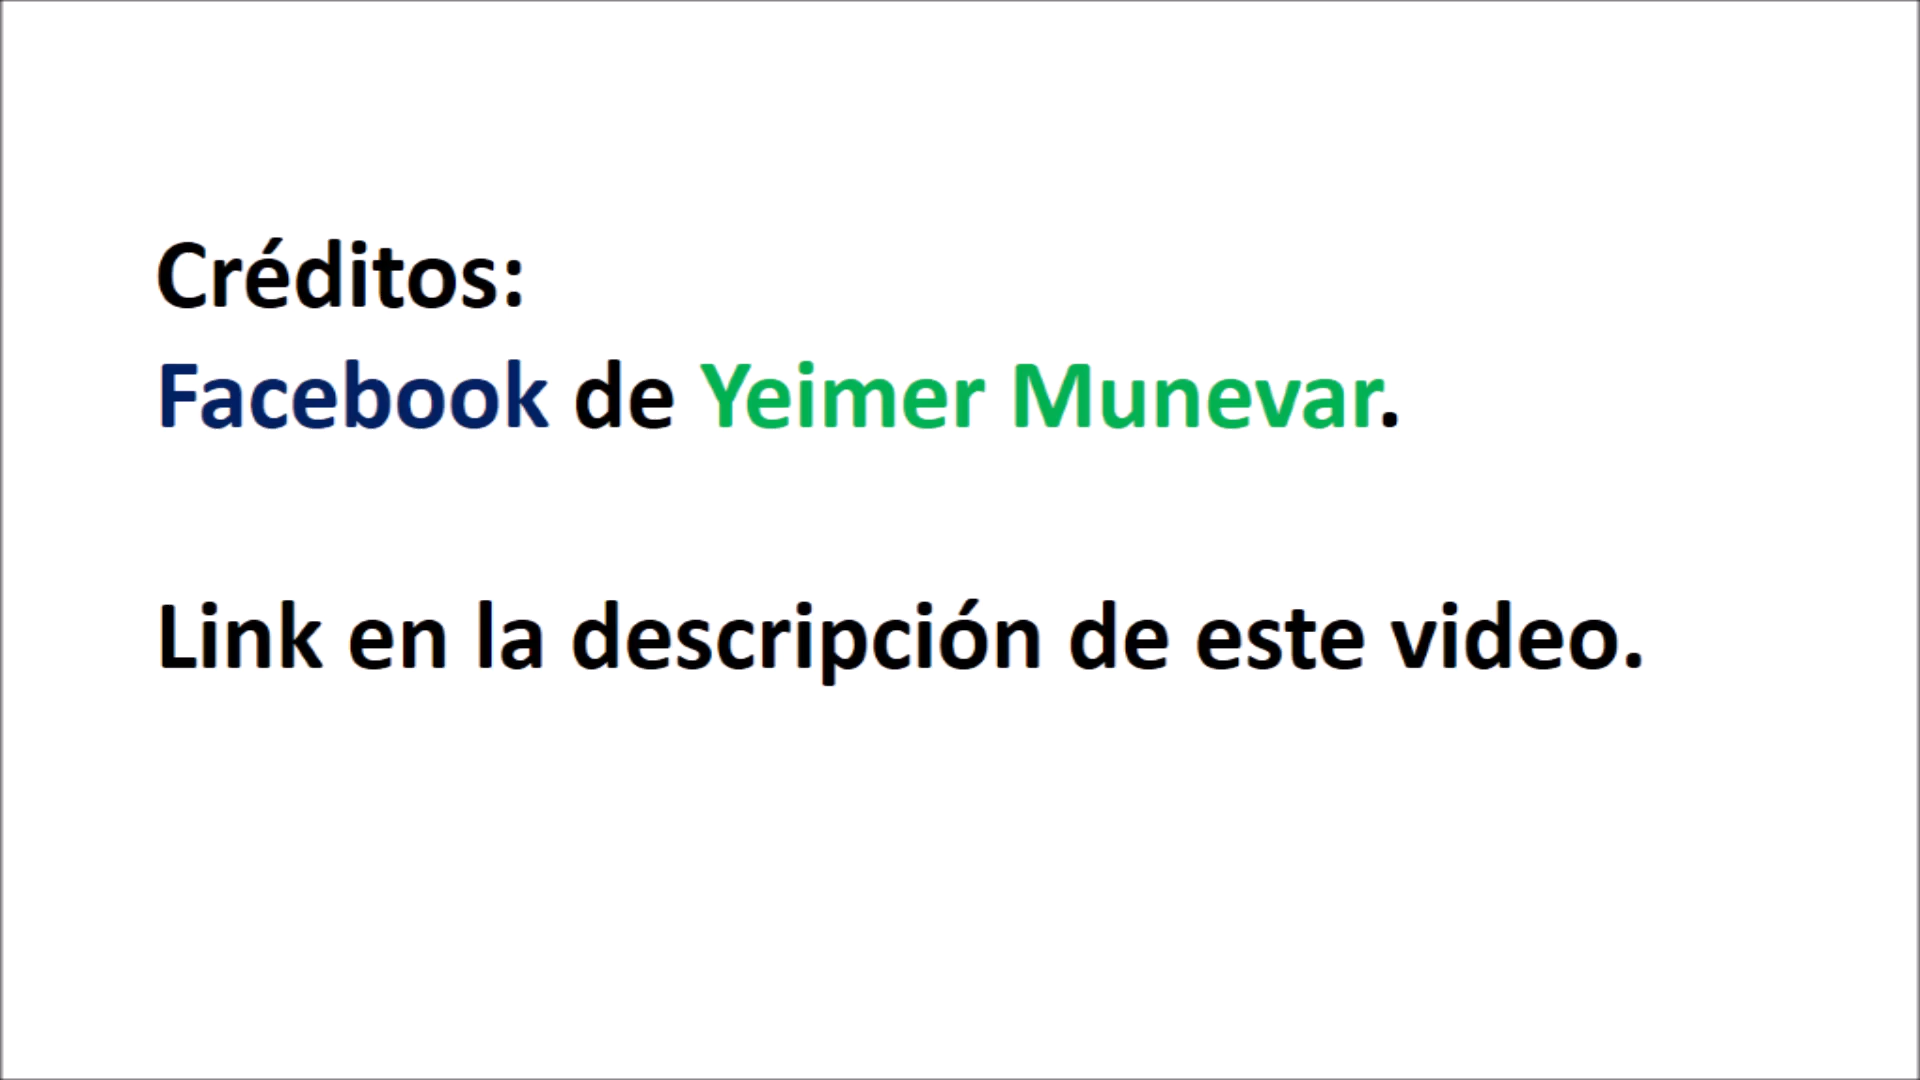 Créditos:
Facebook de Yeimer Munevar.
Link en la descripción de este video.